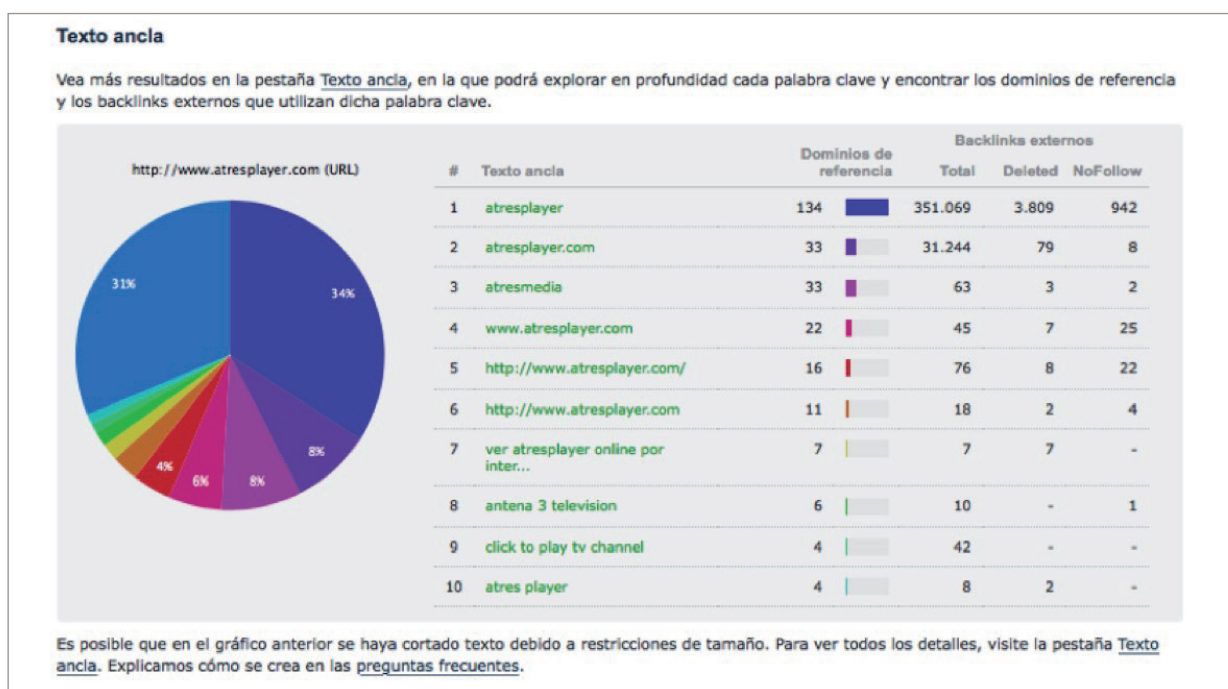 Texto ancla
Vea más resultados en la pestaña Texto ancla, en la que podrá explorar en profundidad cada palabra clave y encontrar los dominios de referencia
y los backlinks externos que utilizan dicha palabra clave.
http://www.atresplayer.com (URL)
31%
34%
8%
8%
6%
4%
Backlinks externos
# Texto ancla Dominios de referencia Total Deleted NoFollow
1 atresplayer 134 351.069 3.809 942
2 atresplayer.com 33 31.244 79 8
3 atresmedia 33 63 3 2
4 www.atresplayer.com 22 45 7 25
5 http://www.atresplayer.com/ 16 76 8 22
6 http://www.atresplayer.com 11 18 2 4
7 ver atresplayer online por 7 7 7 -
inter...
8 antena 3 television 6 10 - 1
9 click to play tv channel 4 42 - -
10 atres player 4 8 2 -
Es posible que en el gráfico anterior se haya cortado texto debido a restricciones de tamaño. Para ver todos los detalles, visite la pestaña Texto
ancla. Explicamos cómo se crea en las preguntas frecuentes.